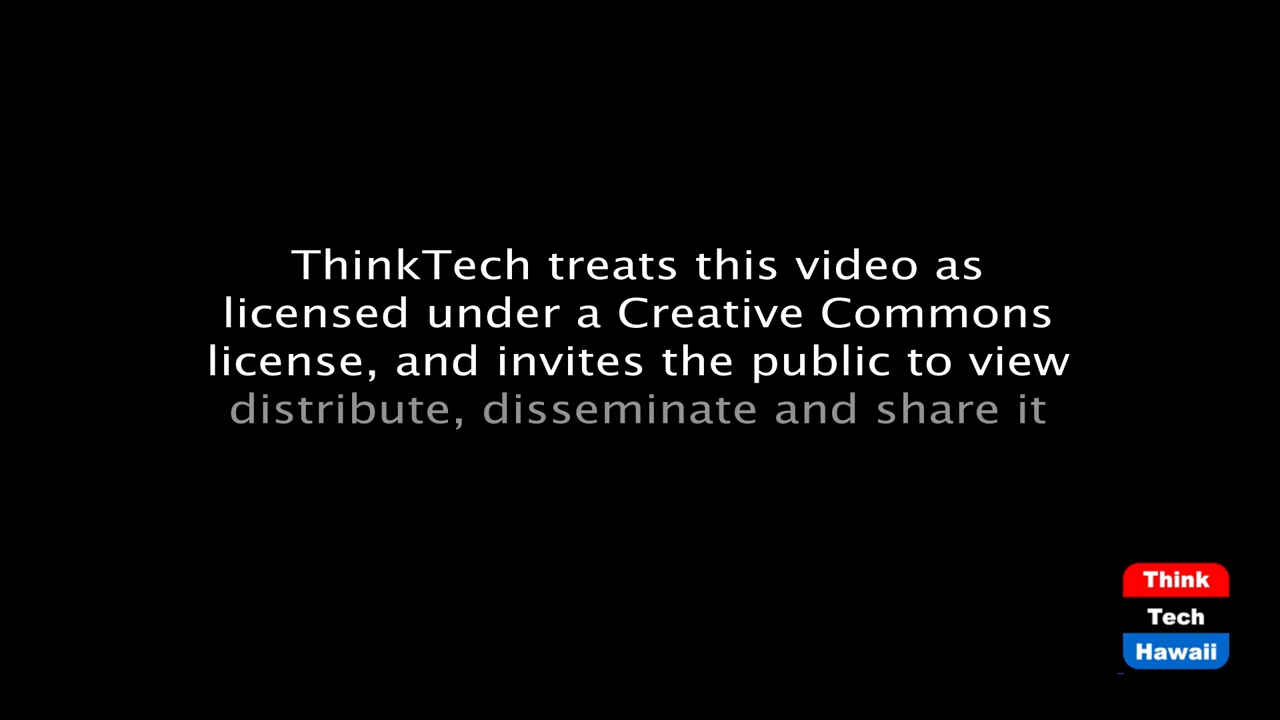 ThinkTech treats this video as
licensed under a Creative Commons
license, and invites the public to view
distribute, disseminate and share it
Think
Tech
Hawaii